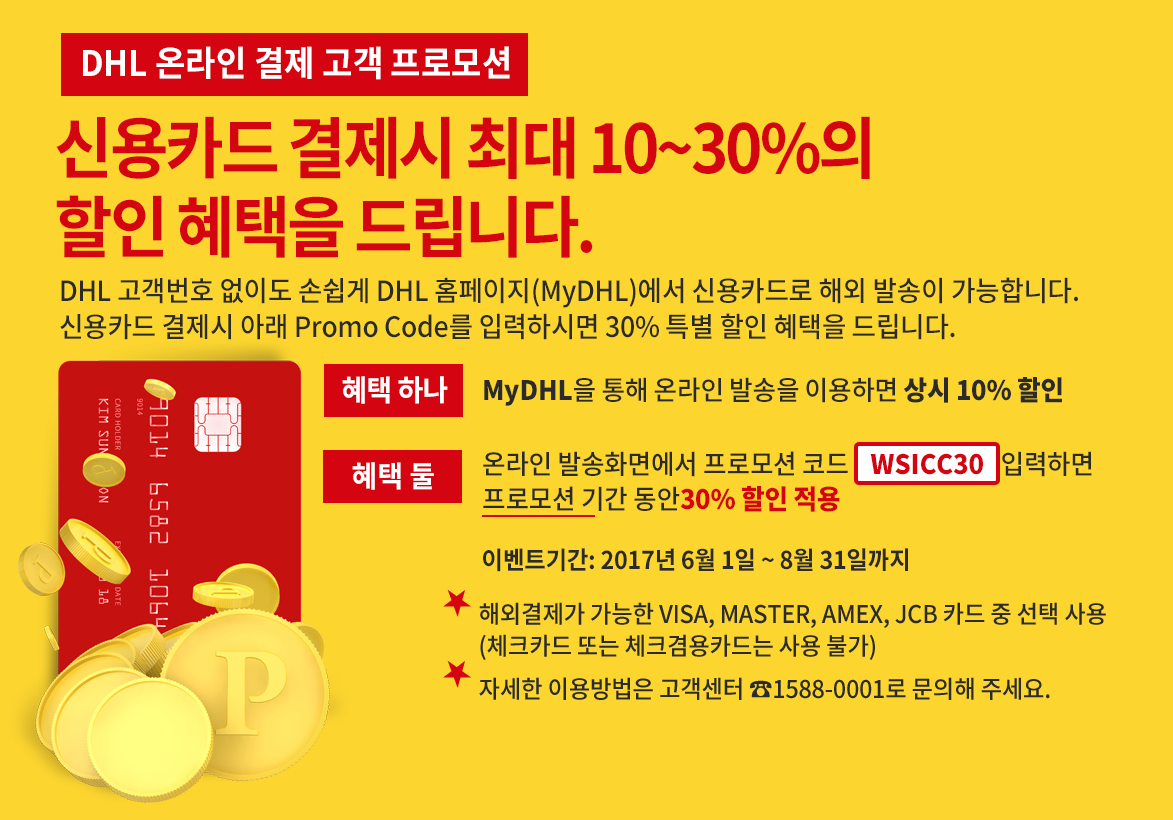 DHL 온라인 결제 고객 프로모션
신용카드 결제시 최대 10~30%의
할인 혜택을 드립니다.
DHL 고객번호 없이도 손쉽게 DHL 홈페이지(MyDHL)에서 신용카드로 해외 발송이 가능합니다.
신용카드 결제시 아래 Promo Code를 입력하시면 30% 특별 할인 혜택을 드립니다.
혜택 하나
MyDHL을 통해 온라인 발송을 이용하면 상시 10% 할인
혜택 둘
온라인 발송화면에서 프로모션 코드 WSICC30 입력하면
프로모션 기간 동안30% 할인 적용
이벤트기간: 2017년 6월 1일 ~ 8월 31일까지
★ 해외결제가 가능한 VISA, MASTER, AMEX, JCB 카드 중 선택 사용
(체크카드 또는 체크겸용카드는 사용 불가)
★ 자세한 이용방법은 고객센터 ☎1588-0001로 문의해 주세요.
9014 6582 1064
9014
CARD HOLDER
KIM SUN
DATE
18
P